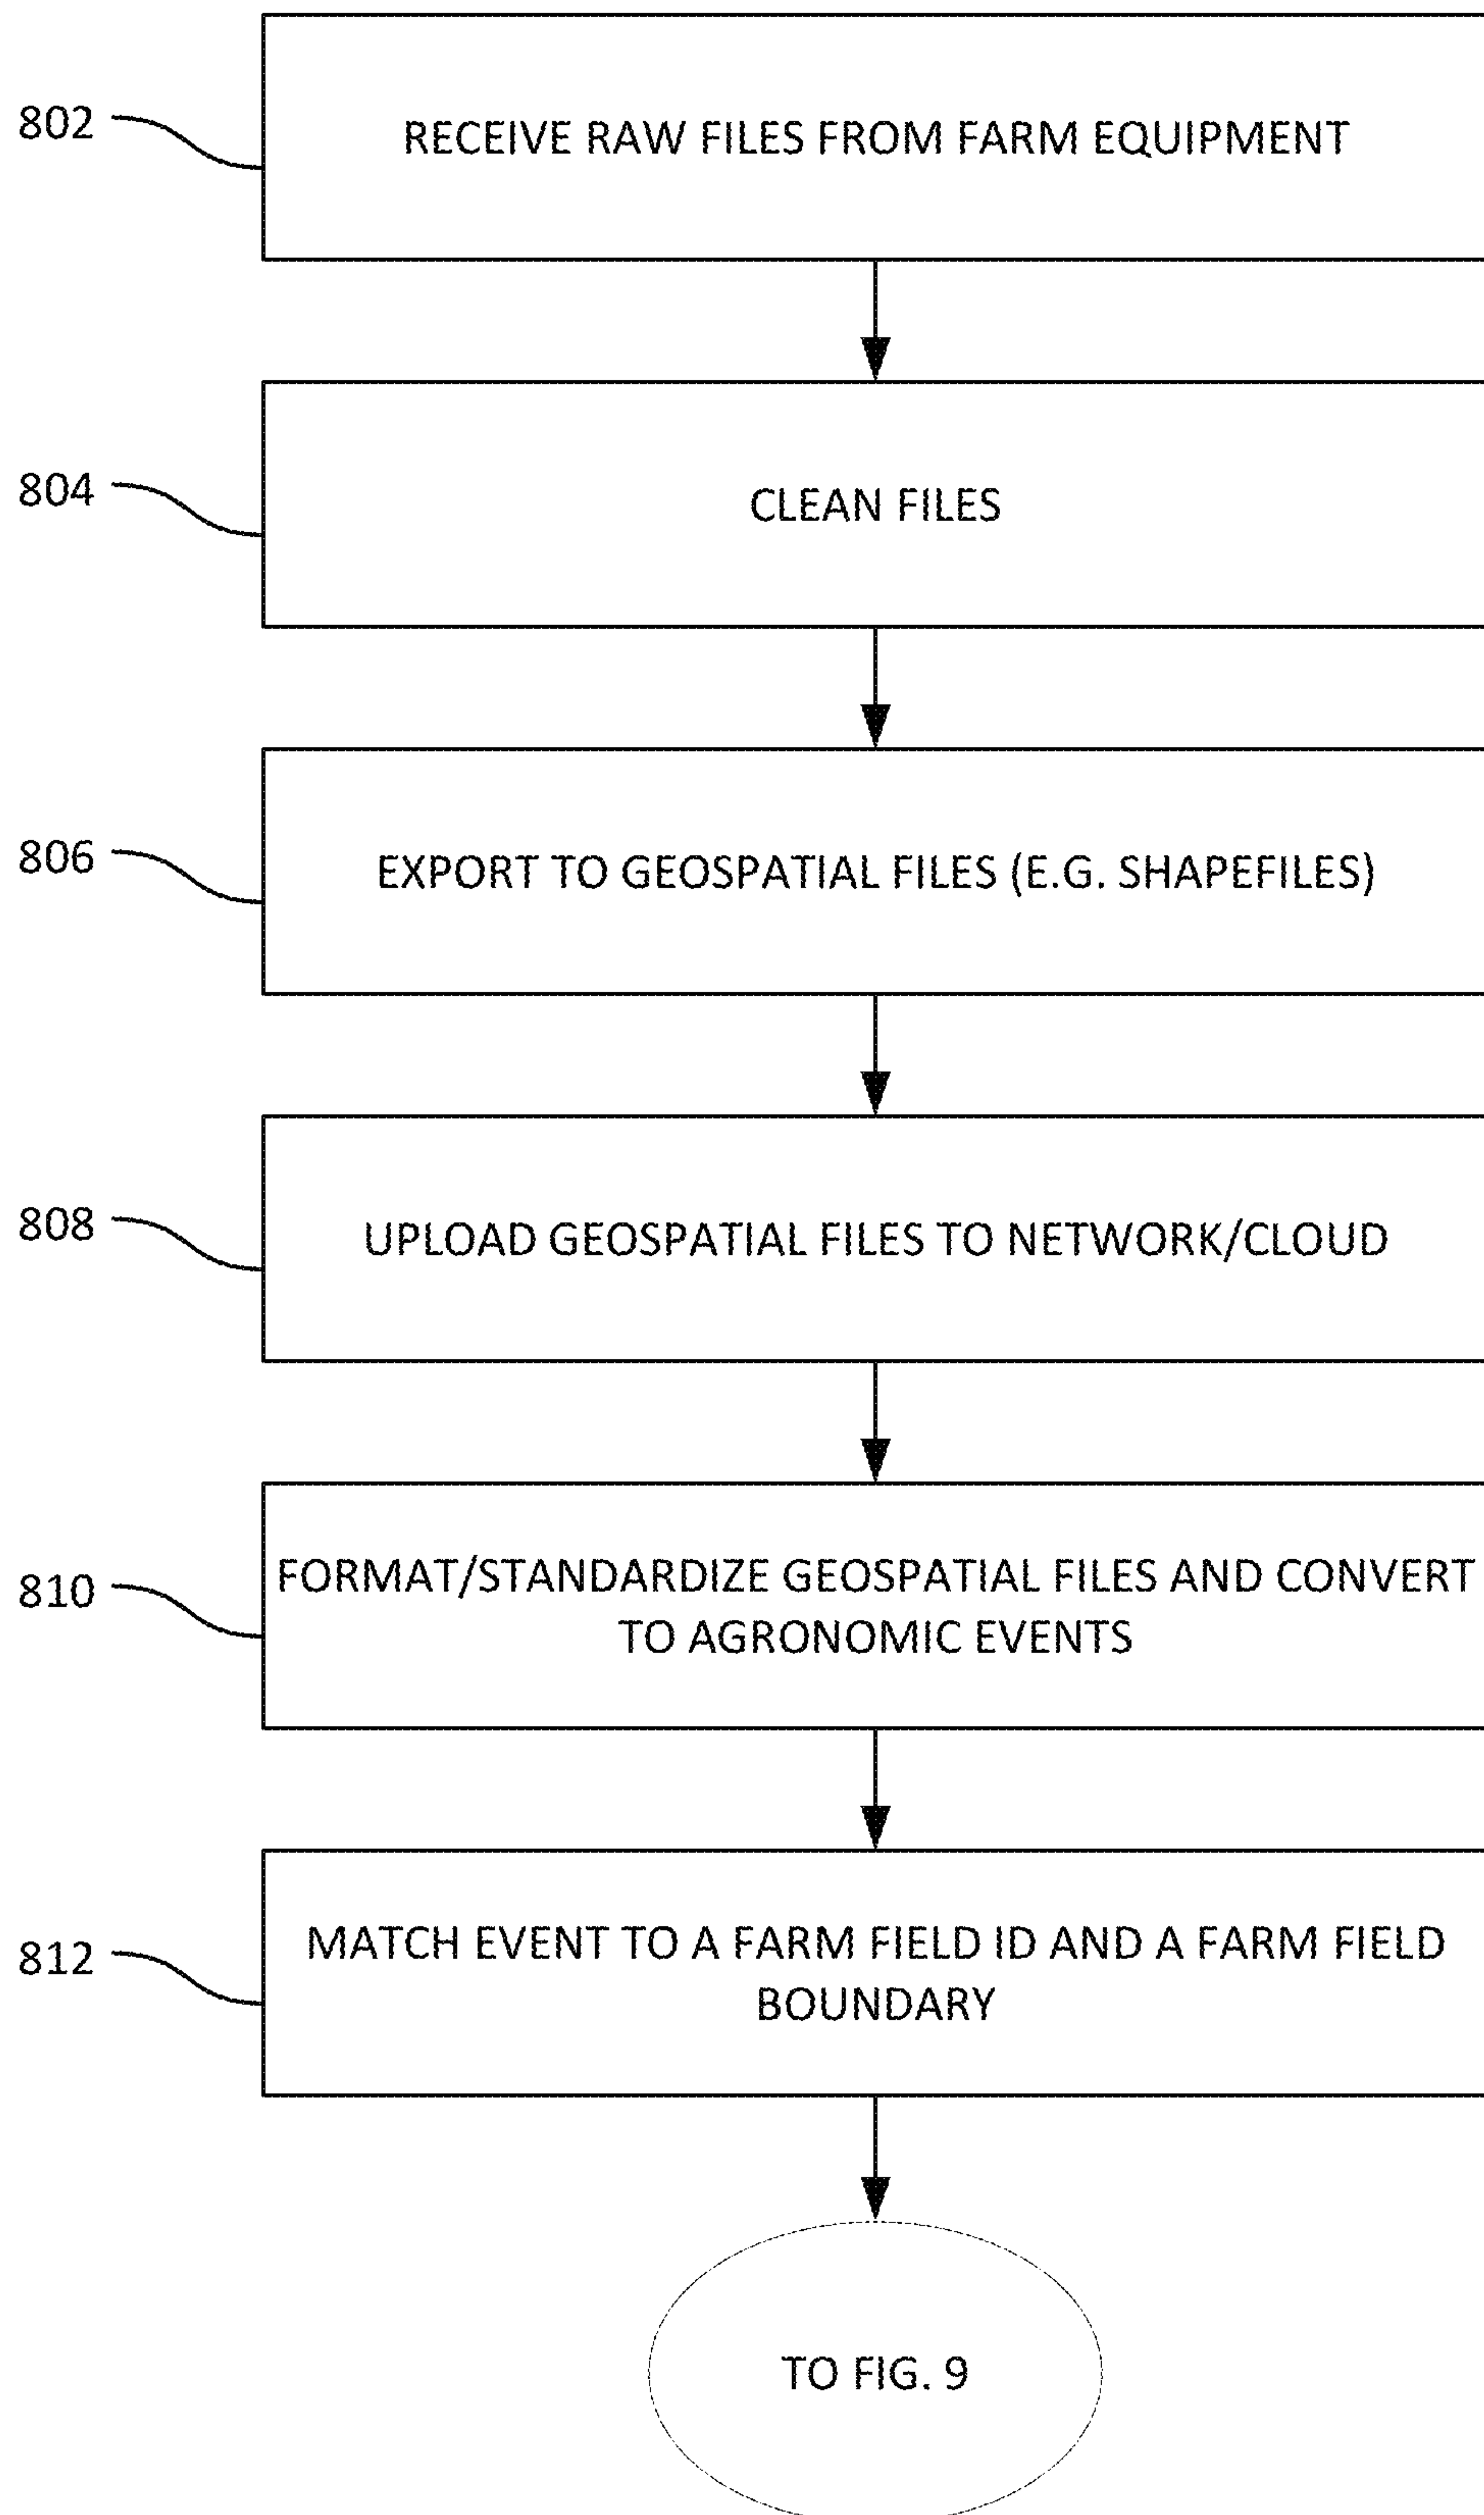 802
RECEIVE RAW FILES FROM FARM EQUIPMENT
804
CLEAN FILES
806
EXPORT TO GEOSPATIAL FILES (E.G. SHAPEFILES)
808
UPLOAD GEOSPATIAL FILES TO NETWORK/CLOUD
810
FORMAT/STANDARDIZE GEOSPATIAL FILES AND CONVERT
TO AGRONOMIC EVENTS
812
MATCH EVENT TO A FARM FIELD ID AND A FARM FIELD
BOUNDARY
TO FIG. 9